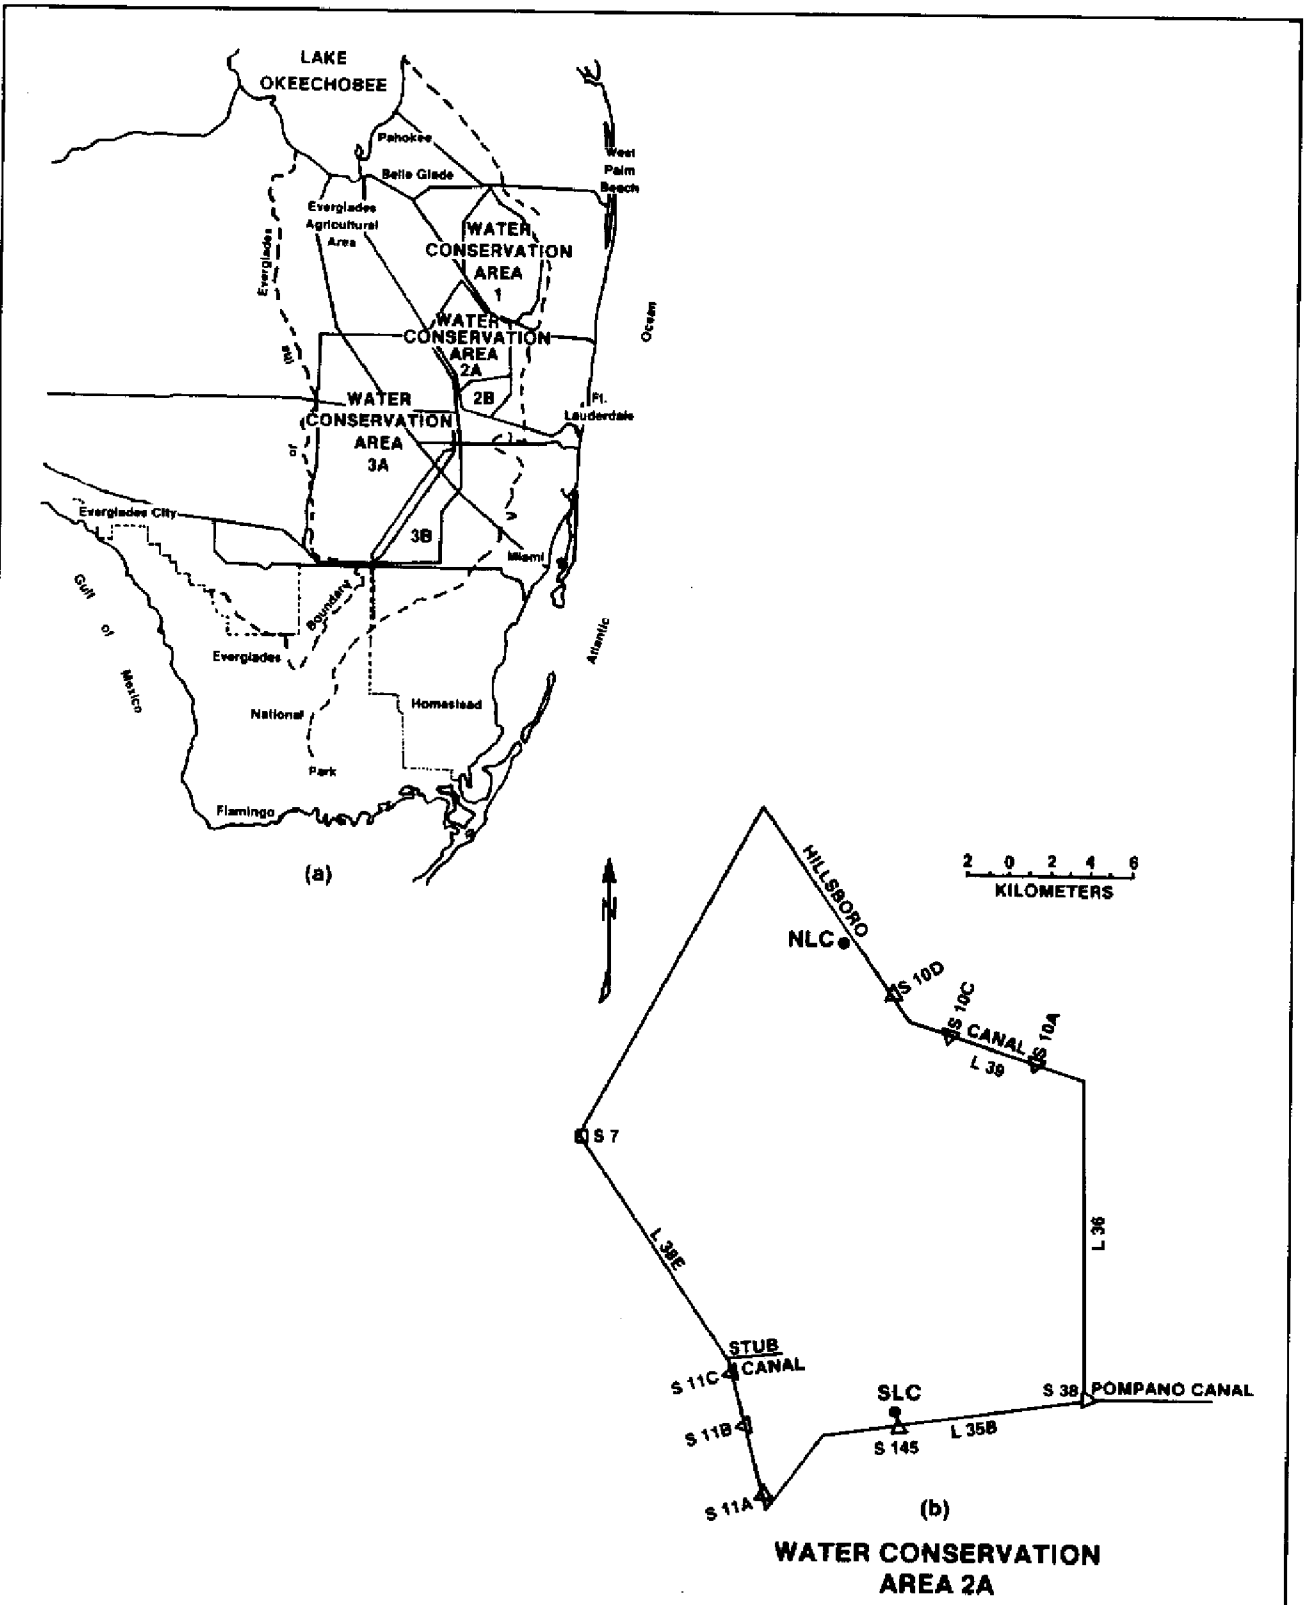 LAKE
OKEECHOBEE
Pahokee
Belle Glade
West
Palm
Beach
Everglades
Agricultural
Area
WATER
CONSERVATION
AREA
1
Everglades
the
of
WATER
CONSERVATION
AREA
2A
2B
Ocean
WATER
CONSERVATION
AREA
3A
Ft.
Lauderdale
3B
Everglades City
Miami
Gulf
of
Mexico
Boundary
Atlantic
Everglades
National
Park
Homestead
Flamingo
(a)
N
2 0 2 4 6
KILOMETERS
HILLSBORO
NLC
S 10D
S 10C
CANAL
S 10A
L 39
S 7
L 36
L 38E
STUB
CANAL
S 11C
S 11B
S 11A
SLC
S 145
L 35B
S 38
POMPANO CANAL
(b)
WATER CONSERVATION
AREA 2A